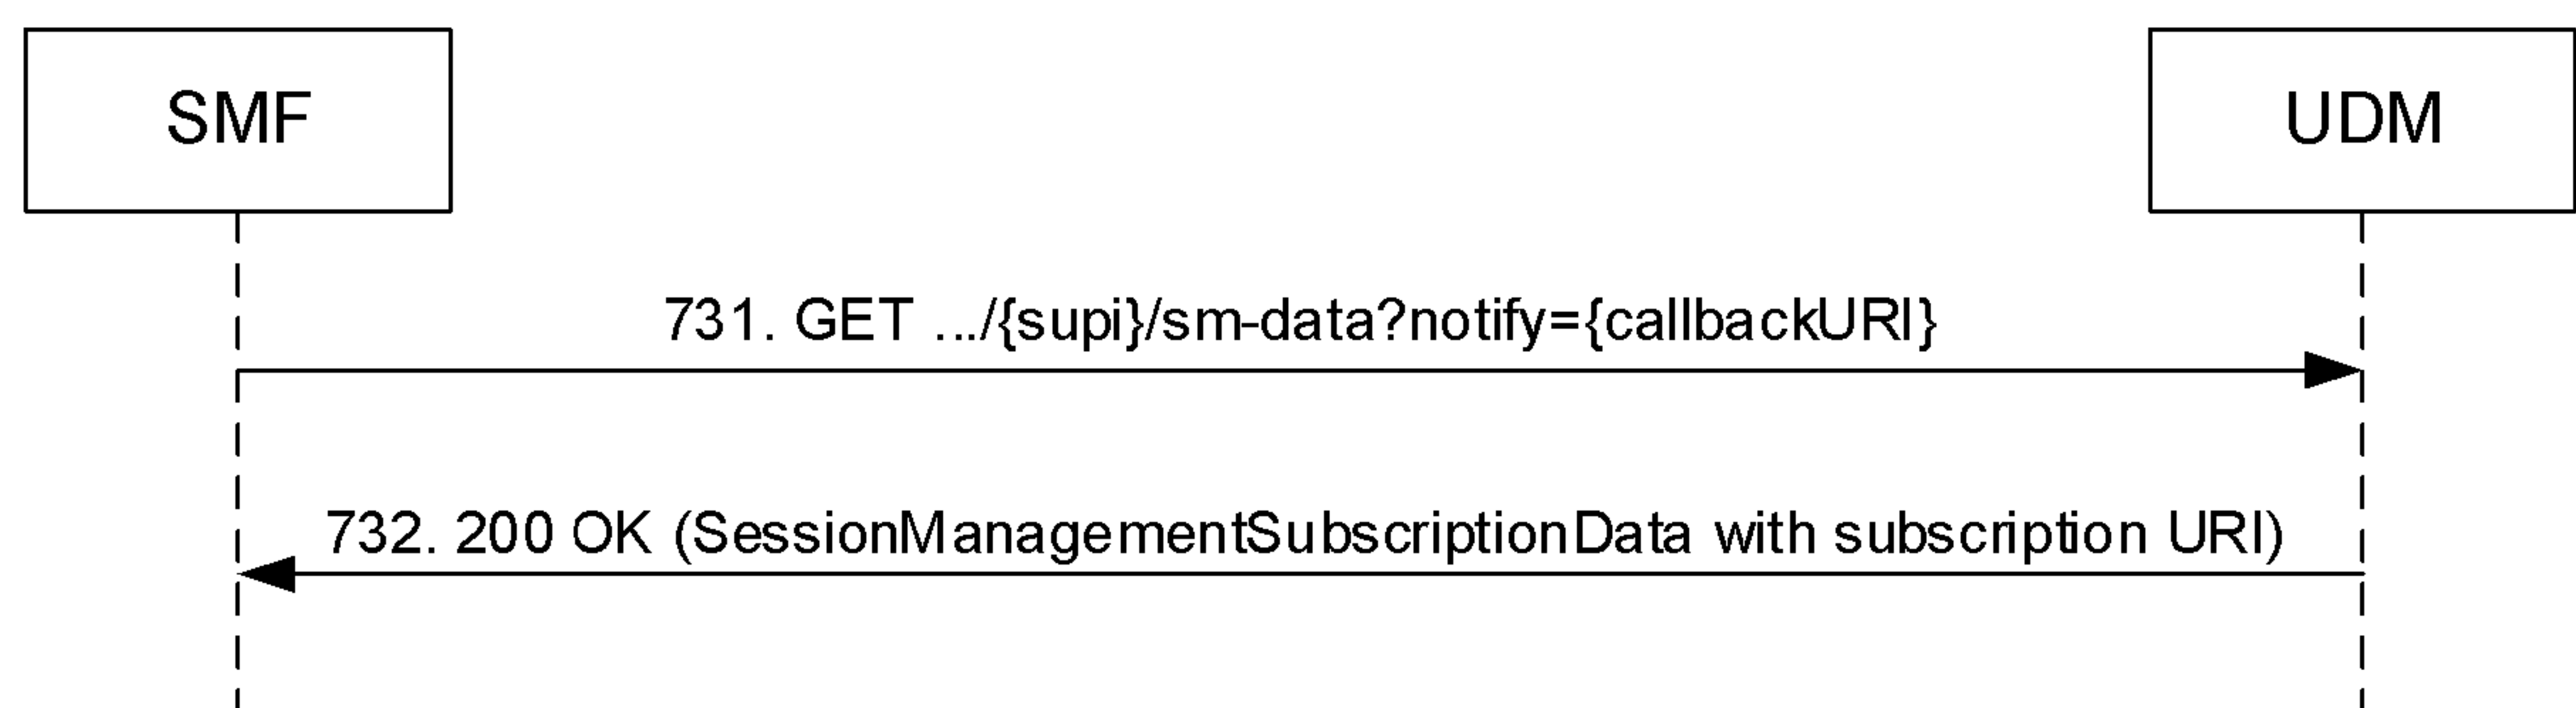 SMF
UDM
731. GET .../{supi}/sm-data?notify={callbackURI}
732. 200 OK (SessionManagementSubscriptionData with subscription URI)